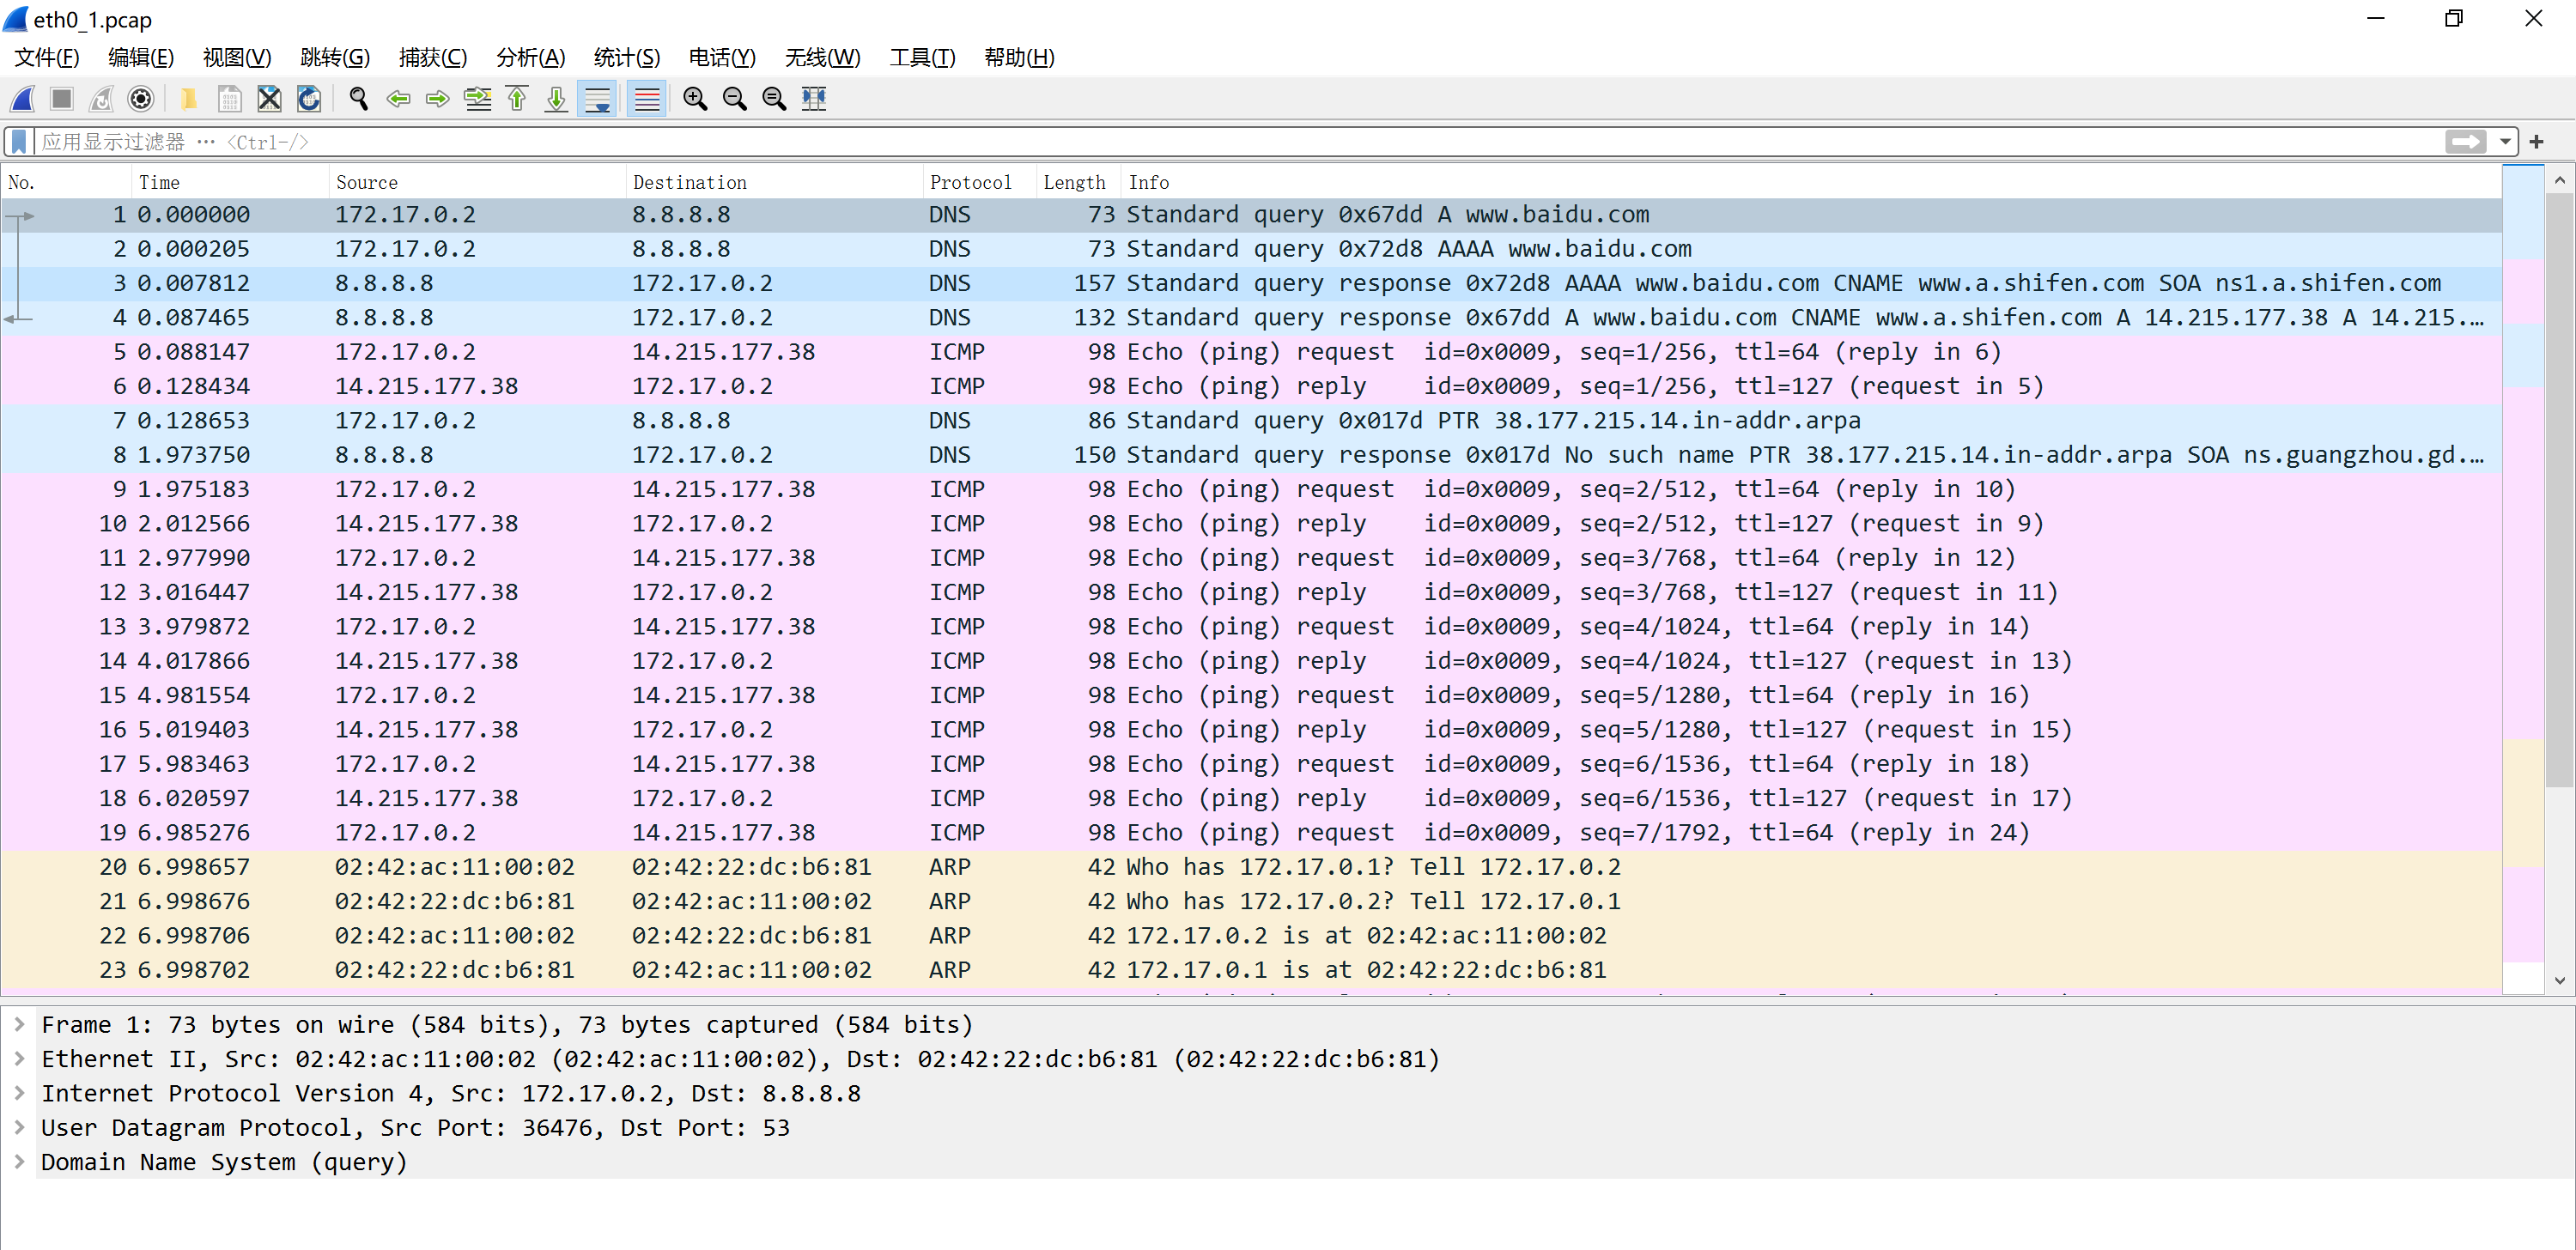 eth0_1.pcap
文件(F) 编辑(E) 视图(V) 跳转(G) 捕获(C) 分析(A) 统计(S) 电话(Y) 无线(W) 工具(T) 帮助(H)
应用显示过滤器 … <Ctrl-/>
No. Time Source Destination Protocol Length Info
1 0.000000 172.17.0.2 8.8.8.8 DNS 73 Standard query 0x67dd A www.baidu.com
2 0.000205 172.17.0.2 8.8.8.8 DNS 73 Standard query 0x72d8 AAAA www.baidu.com
3 0.007812 8.8.8.8 172.17.0.2 DNS 157 Standard query response 0x72d8 AAAA www.baidu.com CNAME www.a.shifen.com SOA ns1.a.shifen.com
4 0.087465 8.8.8.8 172.17.0.2 DNS 132 Standard query response 0x67dd A www.baidu.com CNAME www.a.shifen.com A 14.215.177.38 A 14.215.…
5 0.088147 172.17.0.2 14.215.177.38 ICMP 98 Echo (ping) request id=0x0009, seq=1/256, ttl=64 (reply in 6)
6 0.128434 14.215.177.38 172.17.0.2 ICMP 98 Echo (ping) reply id=0x0009, seq=1/256, ttl=127 (request in 5)
7 0.128653 172.17.0.2 8.8.8.8 DNS 86 Standard query 0x017d PTR 38.177.215.14.in-addr.arpa
8 1.973750 8.8.8.8 172.17.0.2 DNS 150 Standard query response 0x017d No such name PTR 38.177.215.14.in-addr.arpa SOA ns.guangzhou.gd.…
9 1.975183 172.17.0.2 14.215.177.38 ICMP 98 Echo (ping) request id=0x0009, seq=2/512, ttl=64 (reply in 10)
10 2.012566 14.215.177.38 172.17.0.2 ICMP 98 Echo (ping) reply id=0x0009, seq=2/512, ttl=127 (request in 9)
11 2.977990 172.17.0.2 14.215.177.38 ICMP 98 Echo (ping) request id=0x0009, seq=3/768, ttl=64 (reply in 12)
12 3.016447 14.215.177.38 172.17.0.2 ICMP 98 Echo (ping) reply id=0x0009, seq=3/768, ttl=127 (request in 11)
13 3.979872 172.17.0.2 14.215.177.38 ICMP 98 Echo (ping) request id=0x0009, seq=4/1024, ttl=64 (reply in 14)
14 4.017866 14.215.177.38 172.17.0.2 ICMP 98 Echo (ping) reply id=0x0009, seq=4/1024, ttl=127 (request in 13)
15 4.981554 172.17.0.2 14.215.177.38 ICMP 98 Echo (ping) request id=0x0009, seq=5/1280, ttl=64 (reply in 16)
16 5.019403 14.215.177.38 172.17.0.2 ICMP 98 Echo (ping) reply id=0x0009, seq=5/1280, ttl=127 (request in 15)
17 5.983463 172.17.0.2 14.215.177.38 ICMP 98 Echo (ping) request id=0x0009, seq=6/1536, ttl=64 (reply in 18)
18 6.020597 14.215.177.38 172.17.0.2 ICMP 98 Echo (ping) reply id=0x0009, seq=6/1536, ttl=127 (request in 17)
19 6.985276 172.17.0.2 14.215.177.38 ICMP 98 Echo (ping) request id=0x0009, seq=7/1792, ttl=64 (reply in 24)
20 6.998657 02:42:ac:11:00:02 02:42:22:dc:b6:81 ARP 42 Who has 172.17.0.1? Tell 172.17.0.2
21 6.998676 02:42:22:dc:b6:81 02:42:ac:11:00:02 ARP 42 Who has 172.17.0.2? Tell 172.17.0.1
22 6.998706 02:42:ac:11:00:02 02:42:22:dc:b6:81 ARP 42 172.17.0.2 is at 02:42:ac:11:00:02
23 6.998702 02:42:22:dc:b6:81 02:42:ac:11:00:02 ARP 42 172.17.0.1 is at 02:42:22:dc:b6:81
Frame 1: 73 bytes on wire (584 bits), 73 bytes captured (584 bits)
Ethernet II, Src: 02:42:ac:11:00:02 (02:42:ac:11:00:02), Dst: 02:42:22:dc:b6:81 (02:42:22:dc:b6:81)
Internet Protocol Version 4, Src: 172.17.0.2, Dst: 8.8.8.8
User Datagram Protocol, Src Port: 36476, Dst Port: 53
Domain Name System (query)